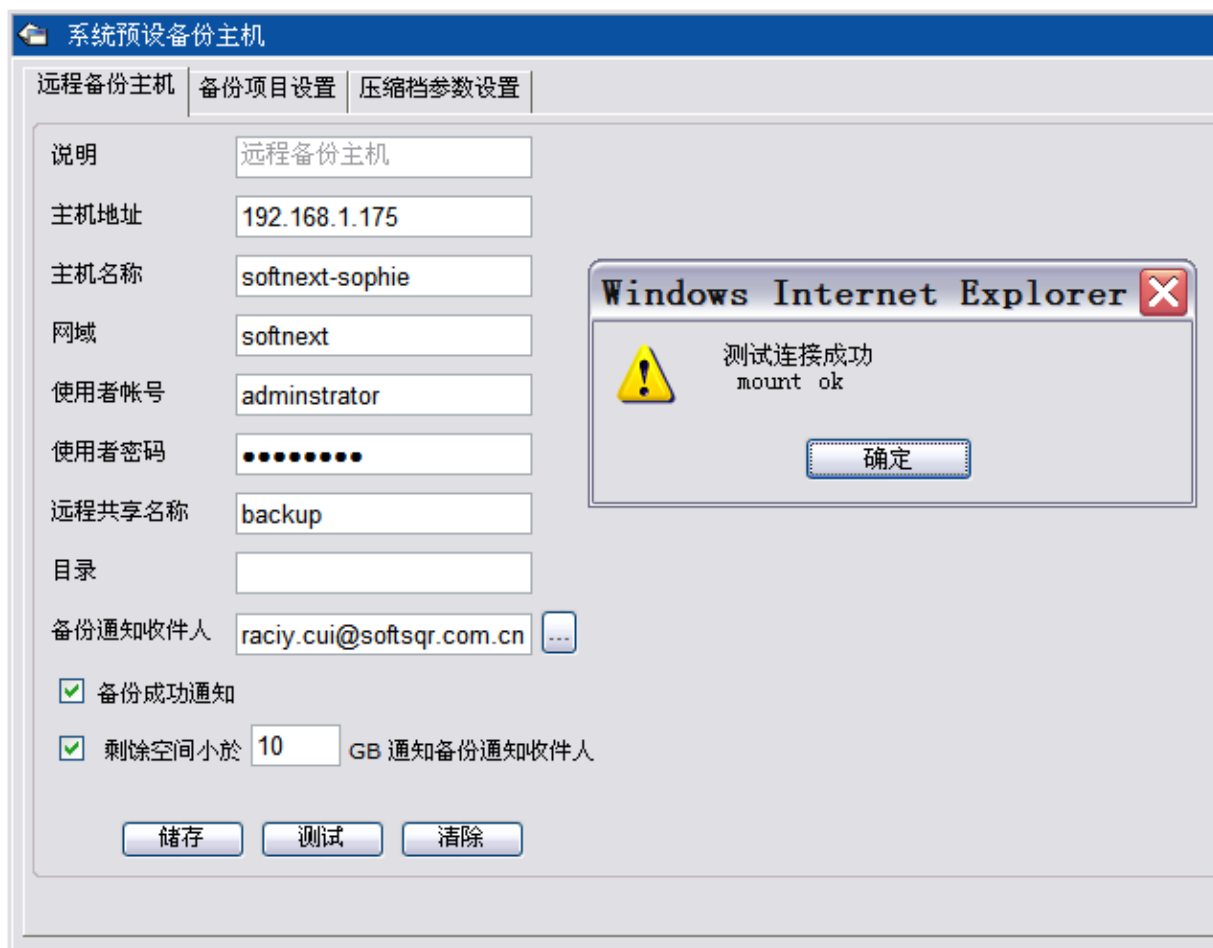 系统预设备份主机
远程备份主机 备份项目设置 压缩档参数设置
说明 远程备份主机
主机地址 192.168.1.175
主机名称 softnext-sophie
网域 softnext
使用者帐号 adminstrator
使用者密码 ●●●●●●●●
远程共享名称 backup
目录
备份通知收件人 raciy.cui@softsqr.com.cn ...
备份成功通知
剩馀空间小於 10 GB 通知备份通知收件人
储存 测试 清除
Windows Internet Explorer
测试连接成功
mount ok
确定